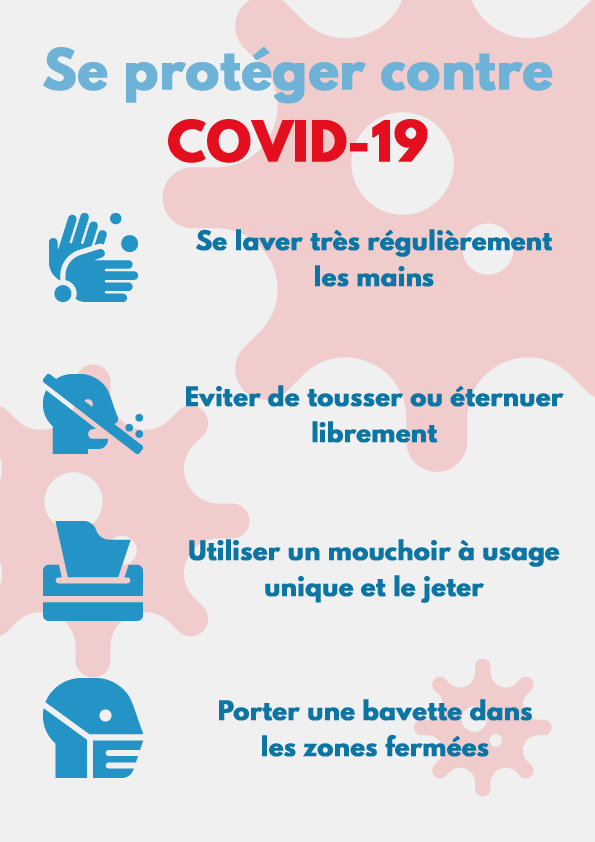 Se protéger contre
COVID-19
Se laver très régulièrement
les mains
Eviter de tousser ou éternuer
librement
Utiliser un mouchoir à usage
unique et le jeter
Porter une bavette dans
les zones fermées